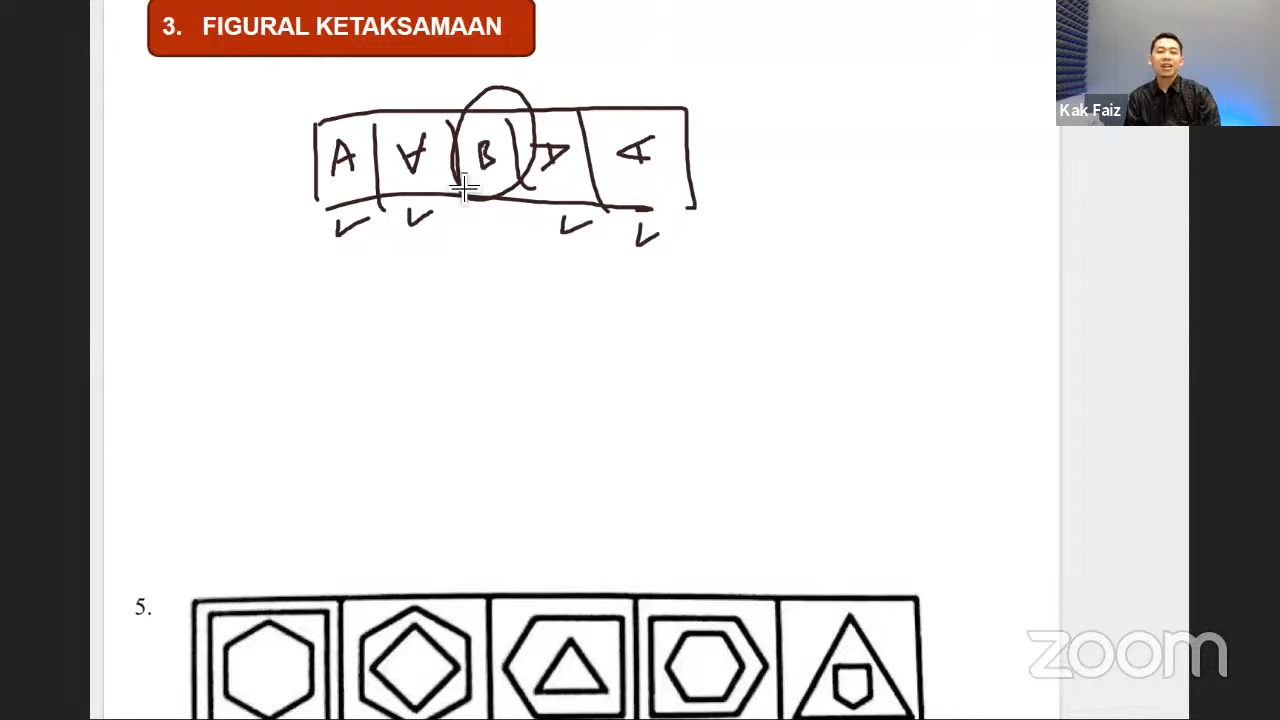 3. FIGURAL KETAKSAMAAN
Kak Faiz
A A B A A
5.
zoom